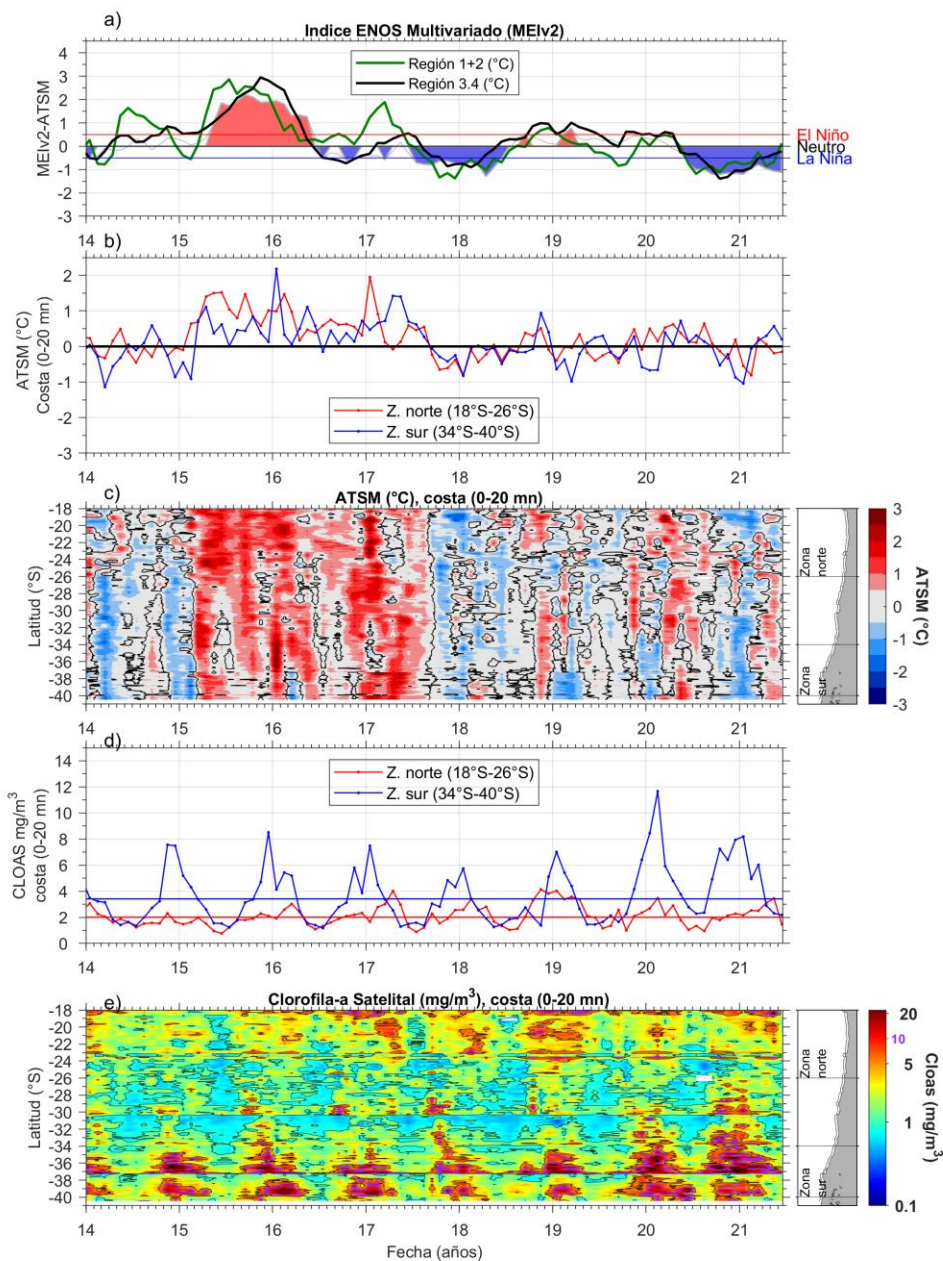 a)
Indice ENOS Multivariado (MEIv2)
MEIv2-ATSM
4
3
2
1
0
-1
-2
-3
Región 1+2 (°C)
Región 3.4 (°C)
El Niño
Neutro
La Niña
14 15 16 17 18 19 20 21
b)
ATSM (°C)
Costa (0-20 mn)
2
1
0
-1
-2
-3
Z. norte (18°S-26°S)
Z. sur (34°S-40°S)
14 15 16 17 18 19 20 21
c)
ATSM (°C), costa (0-20 mn)
Latitud (°S)
-18
-20
-22
-24
-26
-28
-30
-32
-34
-36
-38
-40
14 15 16 17 18 19 20 21
Zona
norte
Zona
sur
3
2
1
0
-1
-2
-3
ATSM (°C)
d)
CLOAS mg/m³
costa (0-20 mn)
14
12
10
8
6
4
2
0
Z. norte (18°S-26°S)
Z. sur (34°S-40°S)
14 15 16 17 18 19 20 21
e)
Clorofila-a Satelital (mg/m³), costa (0-20 mn)
Latitud (°S)
-18
-20
-22
-24
-26
-28
-30
-32
-34
-36
-38
-40
14 15 16 17 18 19 20 21
Fecha (años)
Zona
norte
Zona
sur
20
10
5
1
0.1
Cloas (mg/m³)